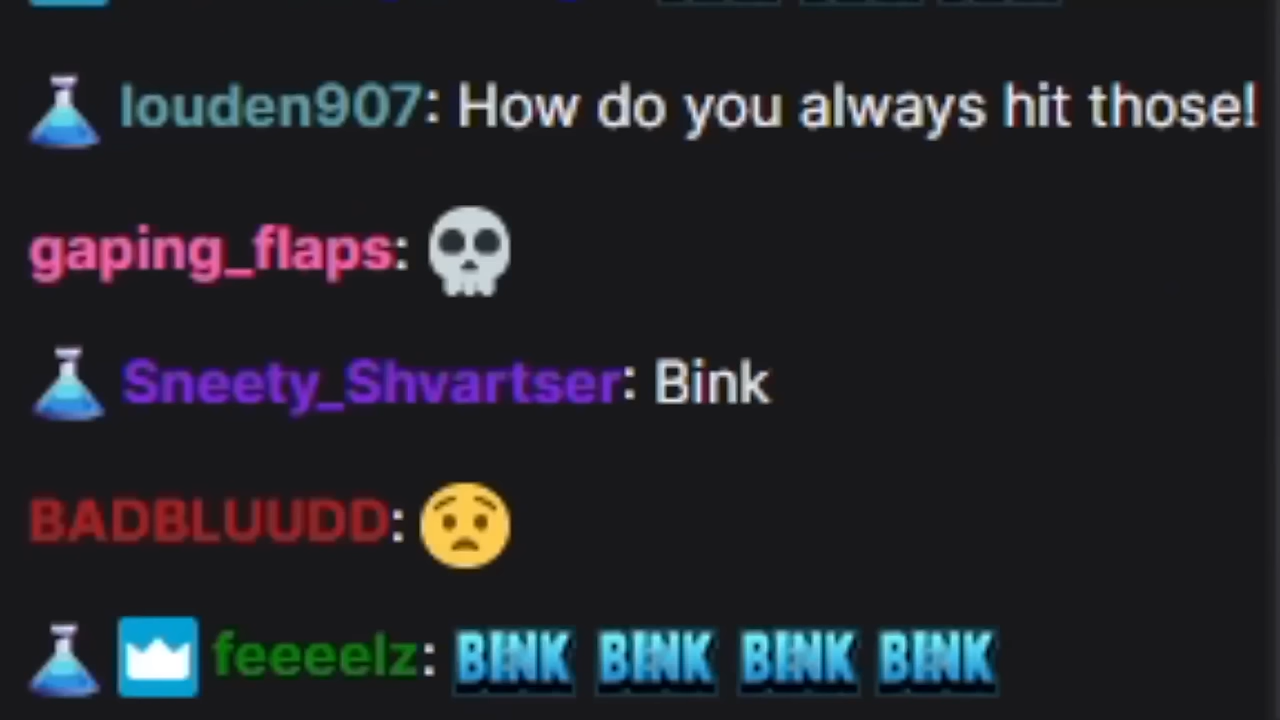 louden907: How do you always hit those!
gaping_flaps: 💀
Sneety_Shvartser: Bink
BADBLUUDD: 😟
feeeelz: BINK BINK BINK BINK